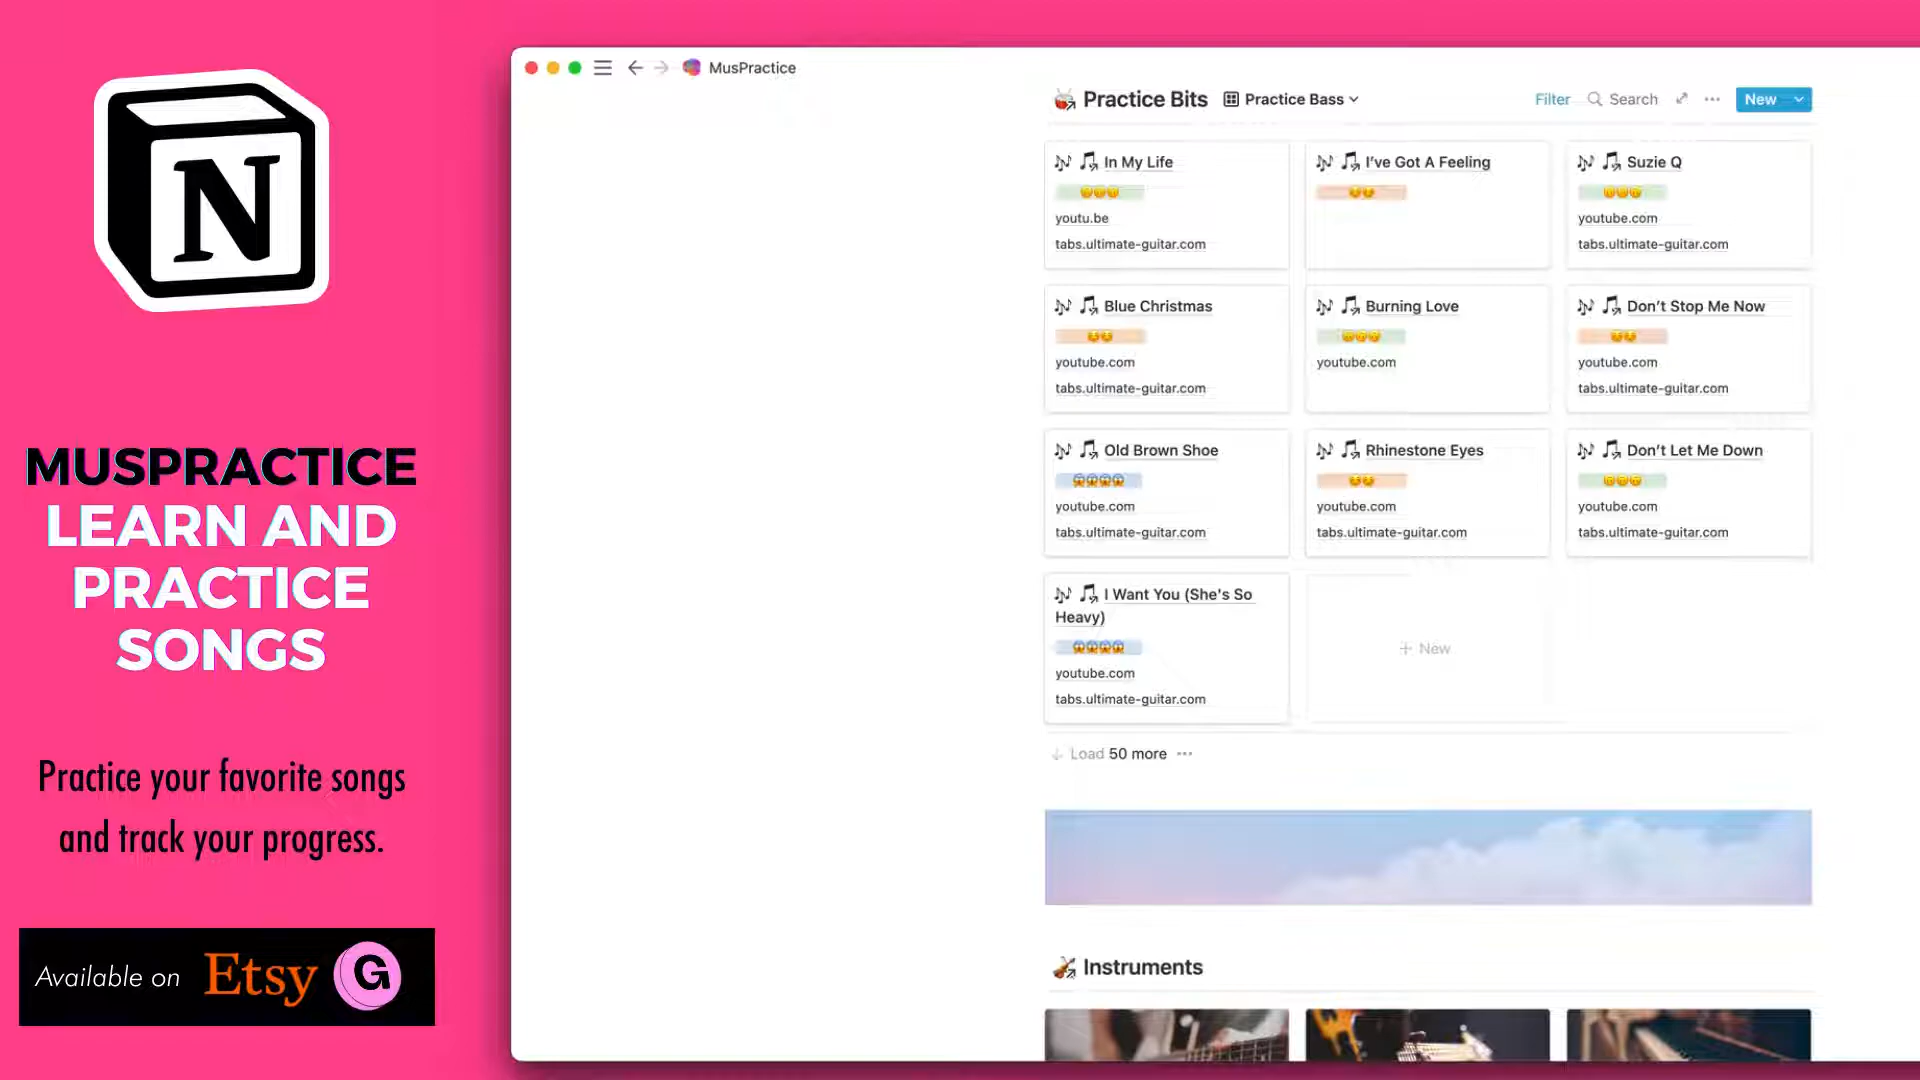 N
MUSPRACTICE
LEARN AND
PRACTICE
SONGS
Practice your favorite songs
and track your progress.
Available on Etsy G
MusPractice
Practice Bits Practice Bass Filter Search New
In My Life
youtu.be
tabs.ultimate-guitar.com
I've Got A Feeling
Suzie Q
youtube.com
tabs.ultimate-guitar.com
Blue Christmas
youtube.com
tabs.ultimate-guitar.com
Burning Love
youtube.com
Don't Stop Me Now
youtube.com
tabs.ultimate-guitar.com
Old Brown Shoe
youtube.com
tabs.ultimate-guitar.com
Rhinestone Eyes
youtube.com
tabs.ultimate-guitar.com
Don't Let Me Down
youtube.com
tabs.ultimate-guitar.com
I Want You (She's So
Heavy)
youtube.com
tabs.ultimate-guitar.com
+ New
Load 50 more
Instruments